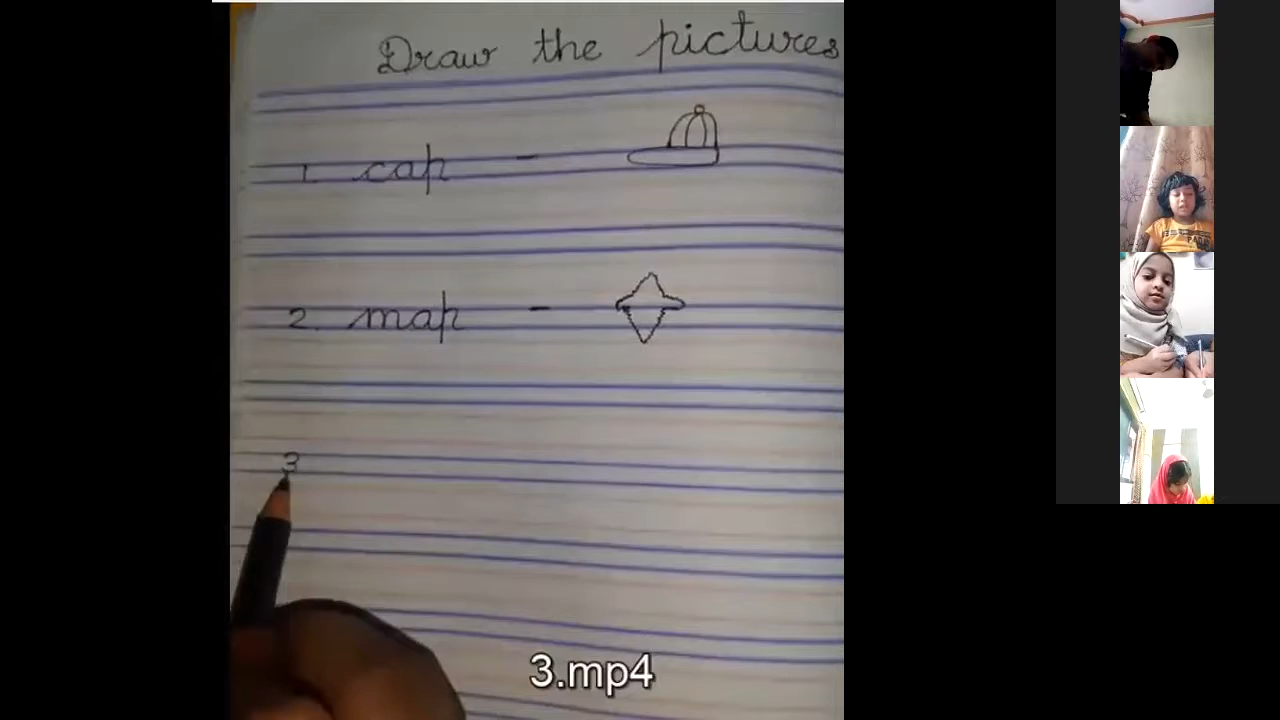 Draw the pictures
1. cap -
2. map -
3
3.mp4